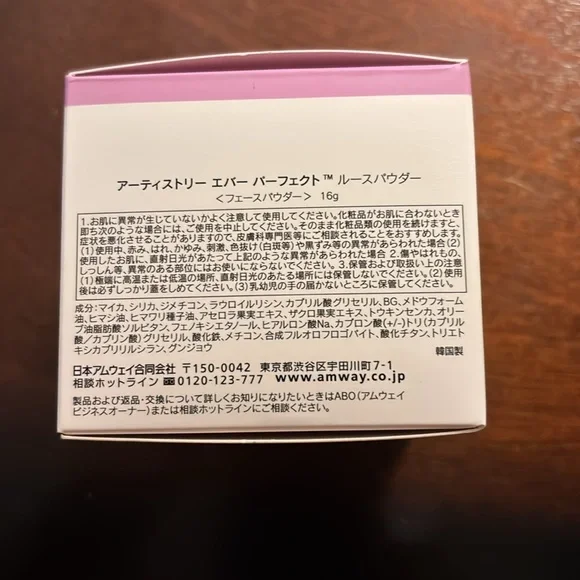 アーティストリー エバー パーフェクト™ ルースパウダー
＜フェースパウダー＞ 16g
1.お肌に異常が生じていないかよく注意して使用してください。化粧品がお肌に合わないとき
即ち次のような場合には、ご使用を中止してください。そのまま化粧品類の使用を続けますと、
症状を悪化させることがありますので、皮膚科専門医等にご相談されることをおすすめします。
(1)使用中、赤み、はれ、かゆみ、刺激、色抜け(白斑等)や黒ずみ等の異常があらわれた場合(2)
使用したお肌に、直射日光があたって上記のような異常があらわれた場合 2.傷やはれもの、
しっしん等、異常のある部位にはお使いにならないでください。3.保管および取扱い上の注意
(1)極端に高温または低温の場所、直射日光のあたる場所には保管しないでください。(2)使用
後は必ずしっかり蓋をしめてください。(3)乳幼児の手の届かないところに保管してください。
成分：マイカ、シリカ、ジメチコン、ラウロイルリシン、カプリル酸グリセリル、BG、メドウフォーム
油、ヒマシ油、ヒマワリ種子油、アセロラ果実エキス、ザクロ果実エキス、トウキンセンカ、オリー
ブ油脂肪酸ソルビタン、フェノキシエタノール、ヒアルロン酸Na、カプロン酸(+/-)トリ(カプリル
酸／カプリン酸)グリセリル、酸化鉄、メチコン、合成フルオロフロゴパイト、酸化チタン、トリエト
キシカプリリルシラン、グンジョウ
韓国製
日本アムウェイ合同会社 〒150-0042 東京都渋谷区宇田川町7-1
相談ホットライン 0120-123-777 www.amway.co.jp
製品および返品・交換について詳しくお知りになりたいときはABO(アムウェイ
ビジネスオーナー)または相談ホットラインにご相談ください。